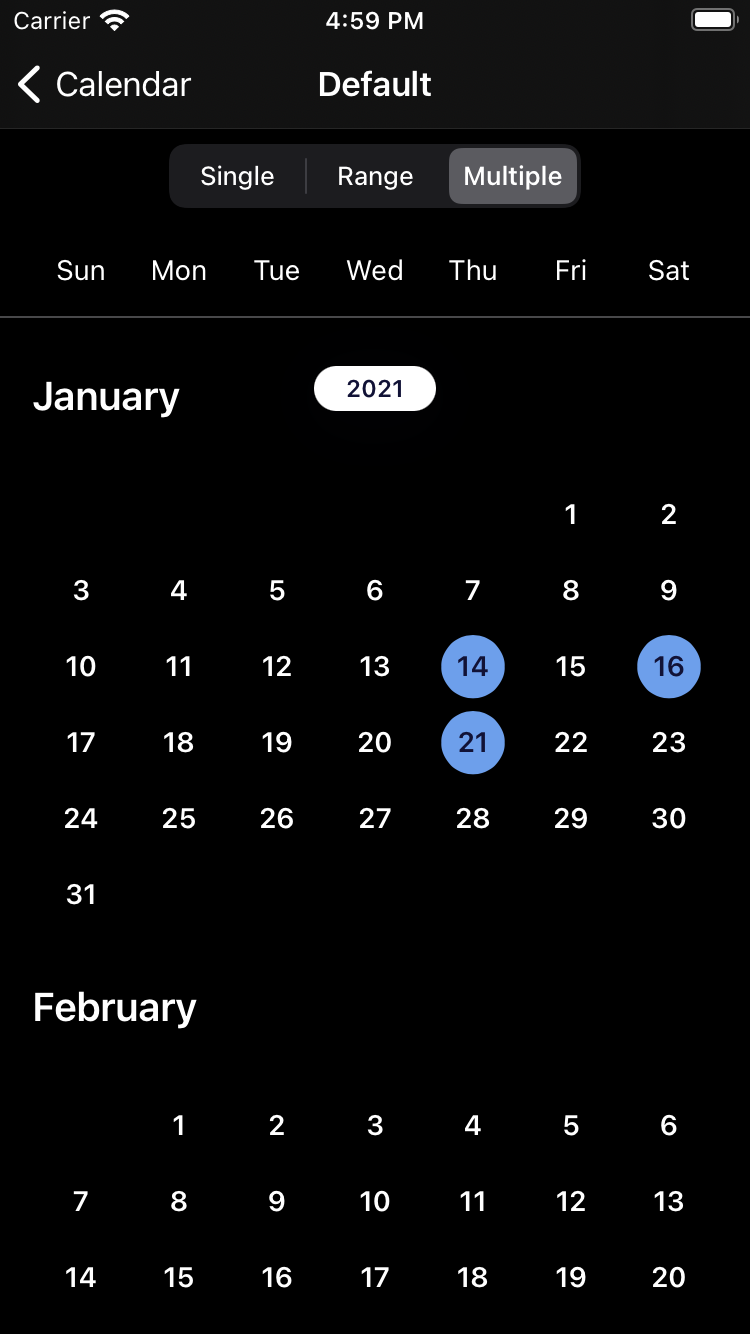 Carrier 4:59 PM
Calendar Default
Single Range Multiple
Sun Mon Tue Wed Thu Fri Sat
January 2021
1 2
3 4 5 6 7 8 9
10 11 12 13 14 15 16
17 18 19 20 21 22 23
24 25 26 27 28 29 30
31
February
1 2 3 4 5 6
7 8 9 10 11 12 13
14 15 16 17 18 19 20